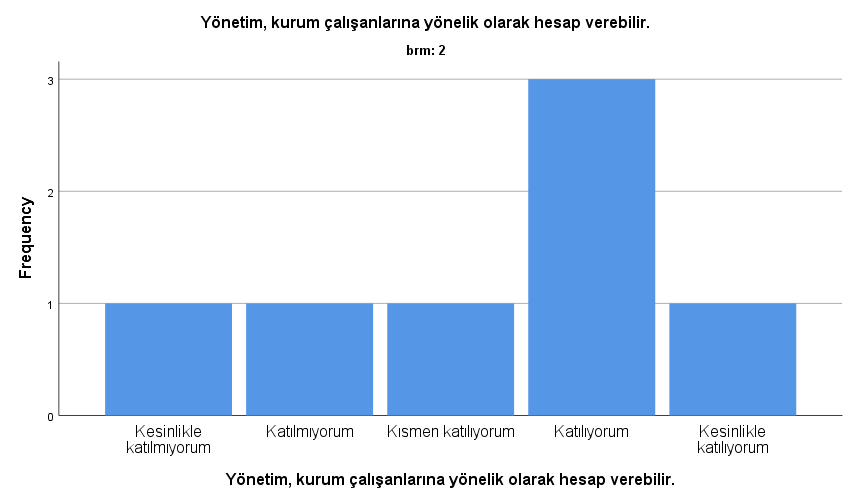 Yönetim, kurum çalışanlarına yönelik olarak hesap verebilir.
brm: 2
Frequency
3
2
1
0
Kesinlikle katılmıyorum
Katılmıyorum
Kısmen katılıyorum
Katılıyorum
Kesinlikle katılıyorum
Yönetim, kurum çalışanlarına yönelik olarak hesap verebilir.